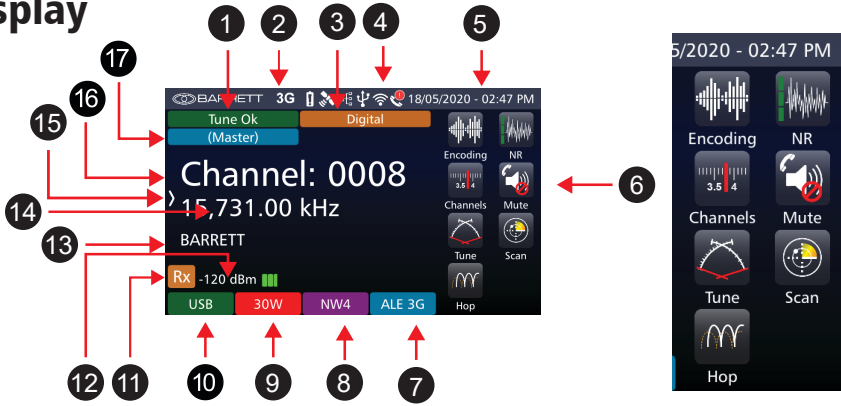 splay
1 2 3 4 5
17
16
15
14
13
12 11 10 9 8 7
6
BARRETT 3G 18/05/2020 - 02:47 PM
Tune Ok Digital
(Master)
Channel: 0008
15,731.00 kHz
BARRETT
Rx -120 dBm
USB 30W NW4 ALE 3G
Encoding NR
3.5 4
Channels Mute
Tune Scan
Hop
5/2020 - 02:47 PM
Encoding NR
3.5 4
Channels Mute
Tune Scan
Hop